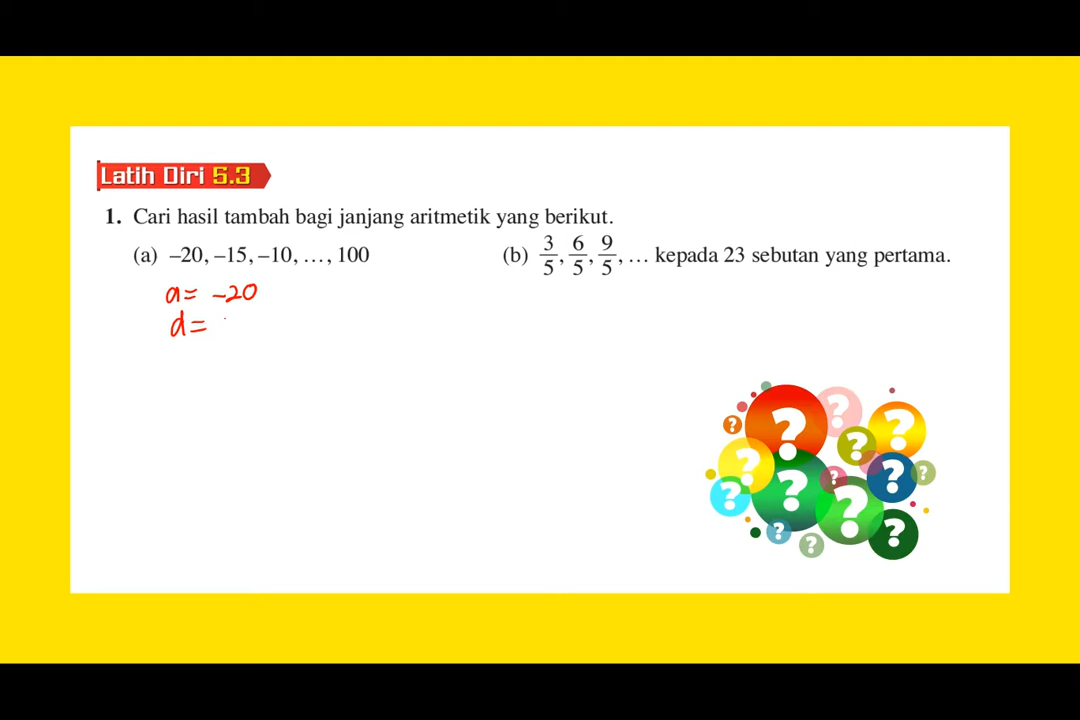 Latih Diri 5.3
1. Cari hasil tambah bagi janjang aritmetik yang berikut.
(a) –20, –15, –10, …, 100
(b) 3/5, 6/5, 9/5, … kepada 23 sebutan yang pertama.
a = -20
d =
? ? ? ? ? ? ? ? ? ? ? ? ? ?